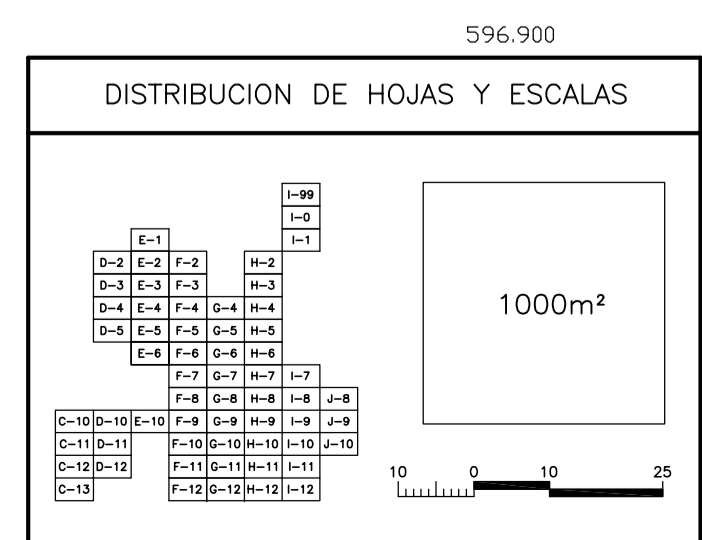 596.900
DISTRIBUCION DE HOJAS Y ESCALAS
I-99
I-0
E-1 I-1
D-2 E-2 F-2 H-2
D-3 E-3 F-3 H-3
D-4 E-4 F-4 G-4 H-4
1000m²
D-5 E-5 F-5 G-5 H-5
E-6 F-6 G-6 H-6
F-7 G-7 H-7 I-7
F-8 G-8 H-8 I-8 J-8
C-10 D-10 E-10 F-9 G-9 H-9 I-9 J-9
C-11 D-11 F-10 G-10 H-10 I-10 J-10
C-12 D-12 F-11 G-11 H-11 I-11
C-13 F-12 G-12 H-12 I-12
10 0 10 25